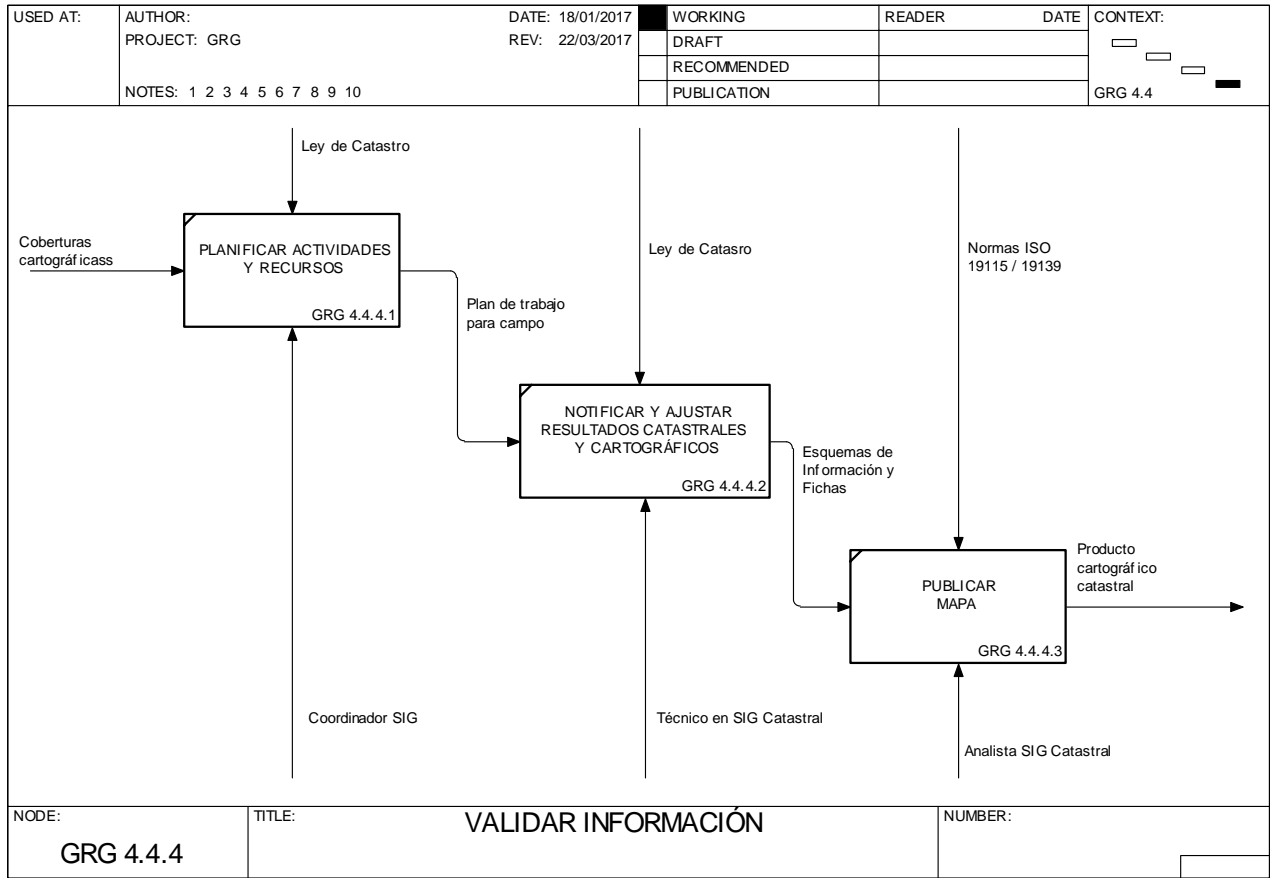 USED AT:
AUTHOR:
DATE: 18/01/2017
PROJECT: GRG
REV: 22/03/2017
NOTES: 1 2 3 4 5 6 7 8 9 10
WORKING
DRAFT
RECOMMENDED
PUBLICATION
READER
DATE
CONTEXT:
GRG 4.4
Ley de Catastro
Coberturas
cartográficass
PLANIFICAR ACTIVIDADES
Y RECURSOS
GRG 4.4.4.1
Ley de Catasro
Normas ISO
19115 / 19139
Plan de trabajo
para campo
NOTIFICAR Y AJUSTAR
RESULTADOS CATASTRALES
Y CARTOGRÁFICOS
GRG 4.4.4.2
Esquemas de
Información y
Fichas
PUBLICAR
MAPA
GRG 4.4.4.3
Producto
cartográfico
catastral
Coordinador SIG
Técnico en SIG Catastral
Analista SIG Catastral
NODE:
GRG 4.4.4
TITLE:
VALIDAR INFORMACIÓN
NUMBER: